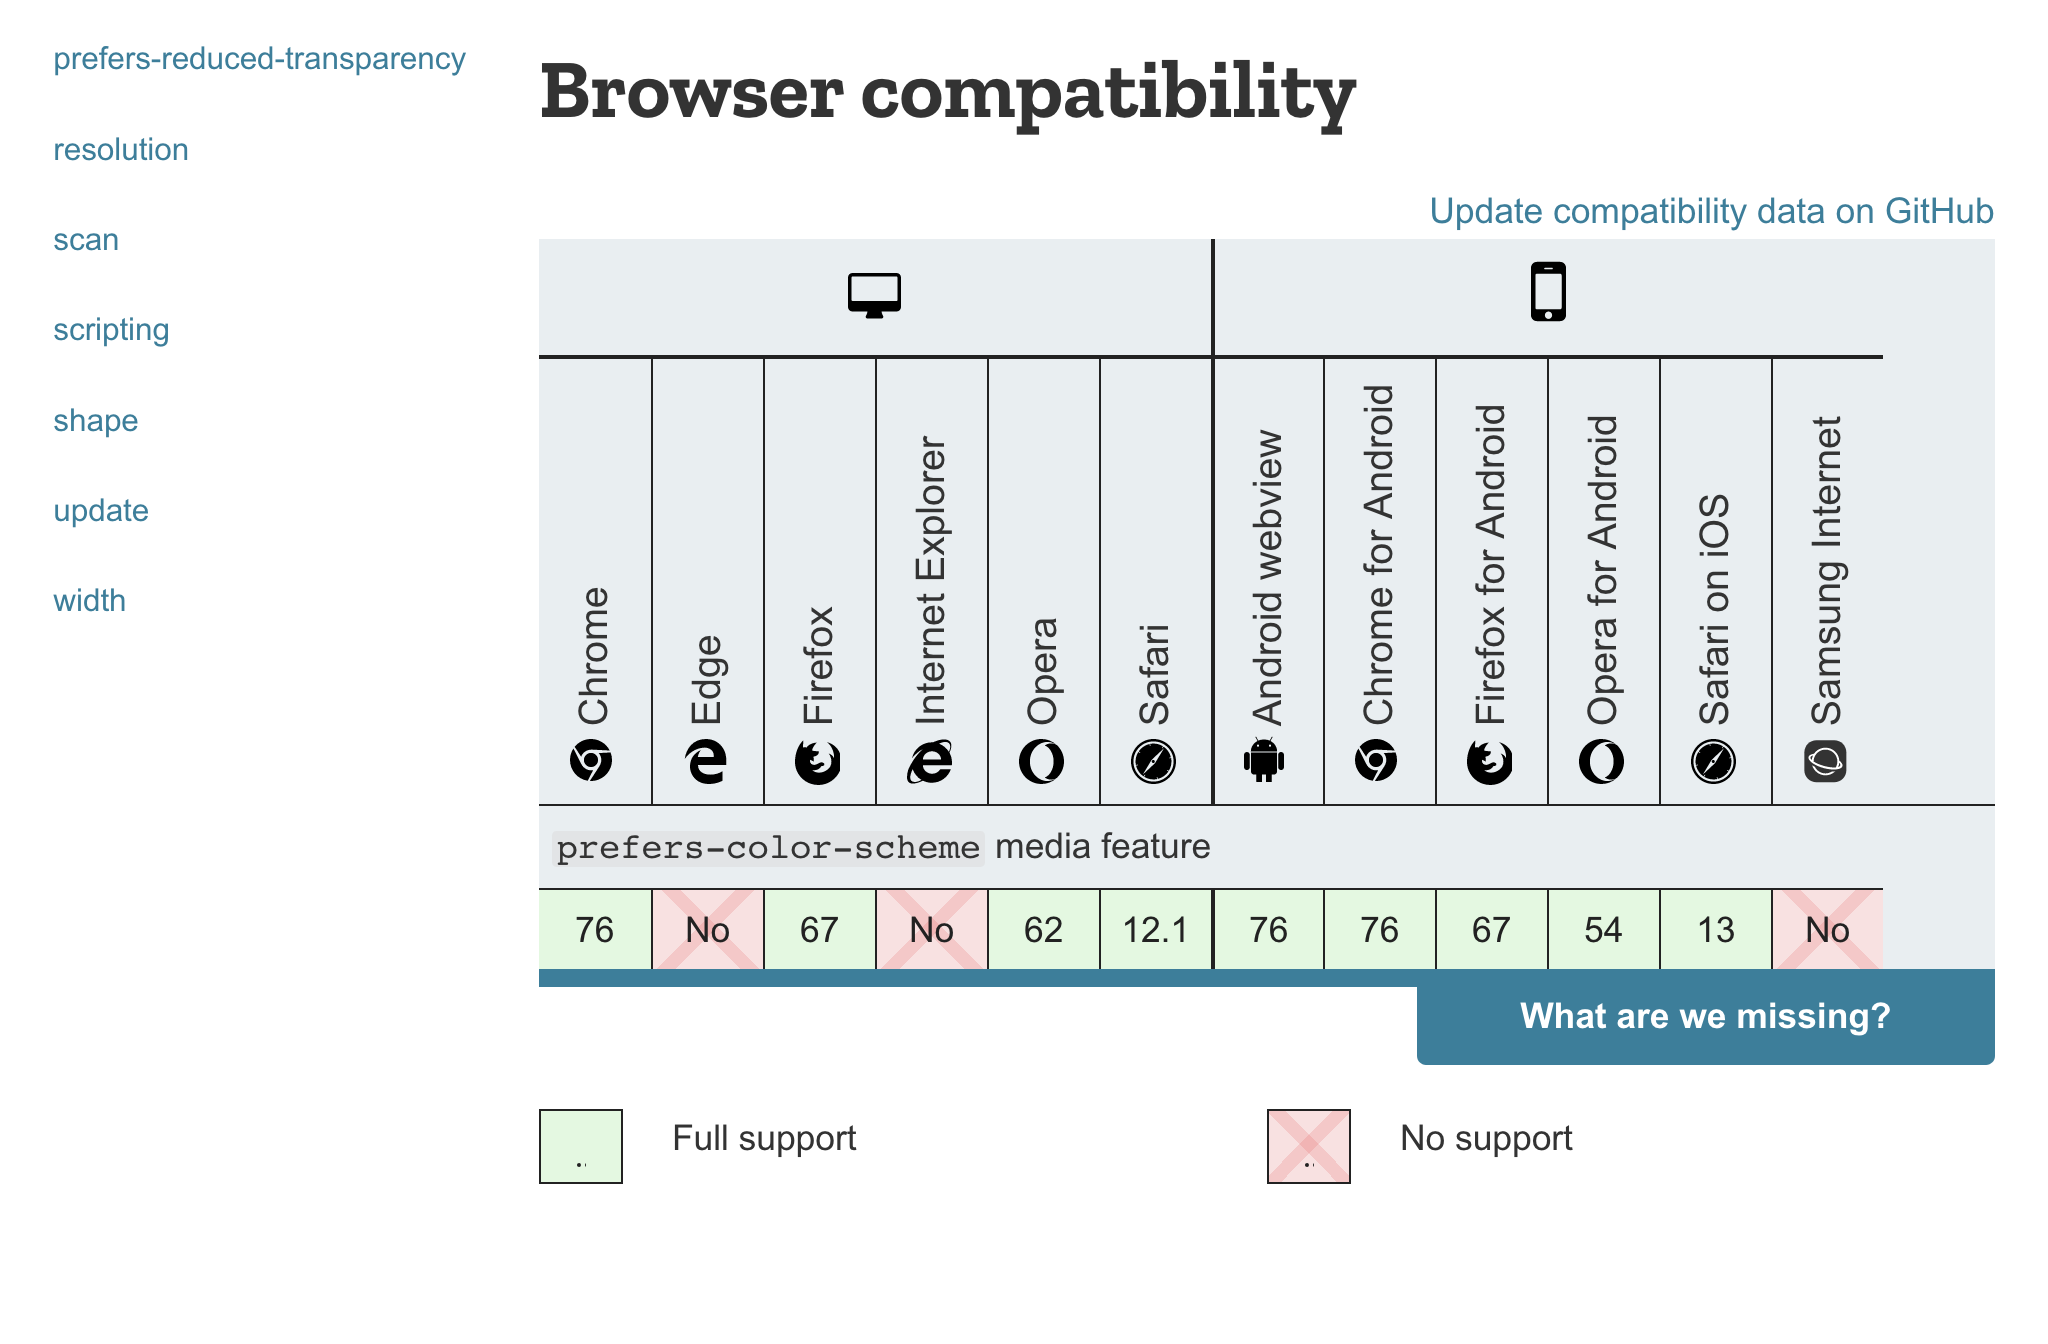 prefers-reduced-transparency
resolution
scan
scripting
shape
update
width
Browser compatibility
Update compatibility data on GitHub
Chrome
Edge
Firefox
Internet Explorer
Opera
Safari
Android webview
Chrome for Android
Firefox for Android
Opera for Android
Safari on iOS
Samsung Internet
prefers-color-scheme media feature
76 No 67 No 62 12.1 76 76 67 54 13 No
What are we missing?
Full support
No support